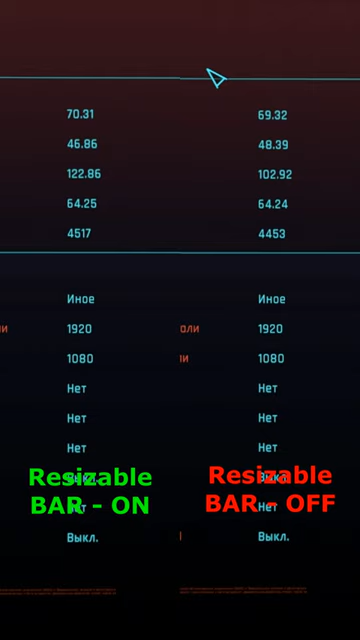 70.31 69.32
46.86 48.39
122.86 102.92
64.25 64.24
4517 4453
Иное Иное
1920 1920
1080 1080
Нет Нет
Нет Нет
Нет Нет
Resizable Resizable
BAR - ON BAR - OFF
Нет
Выкл. Выкл.